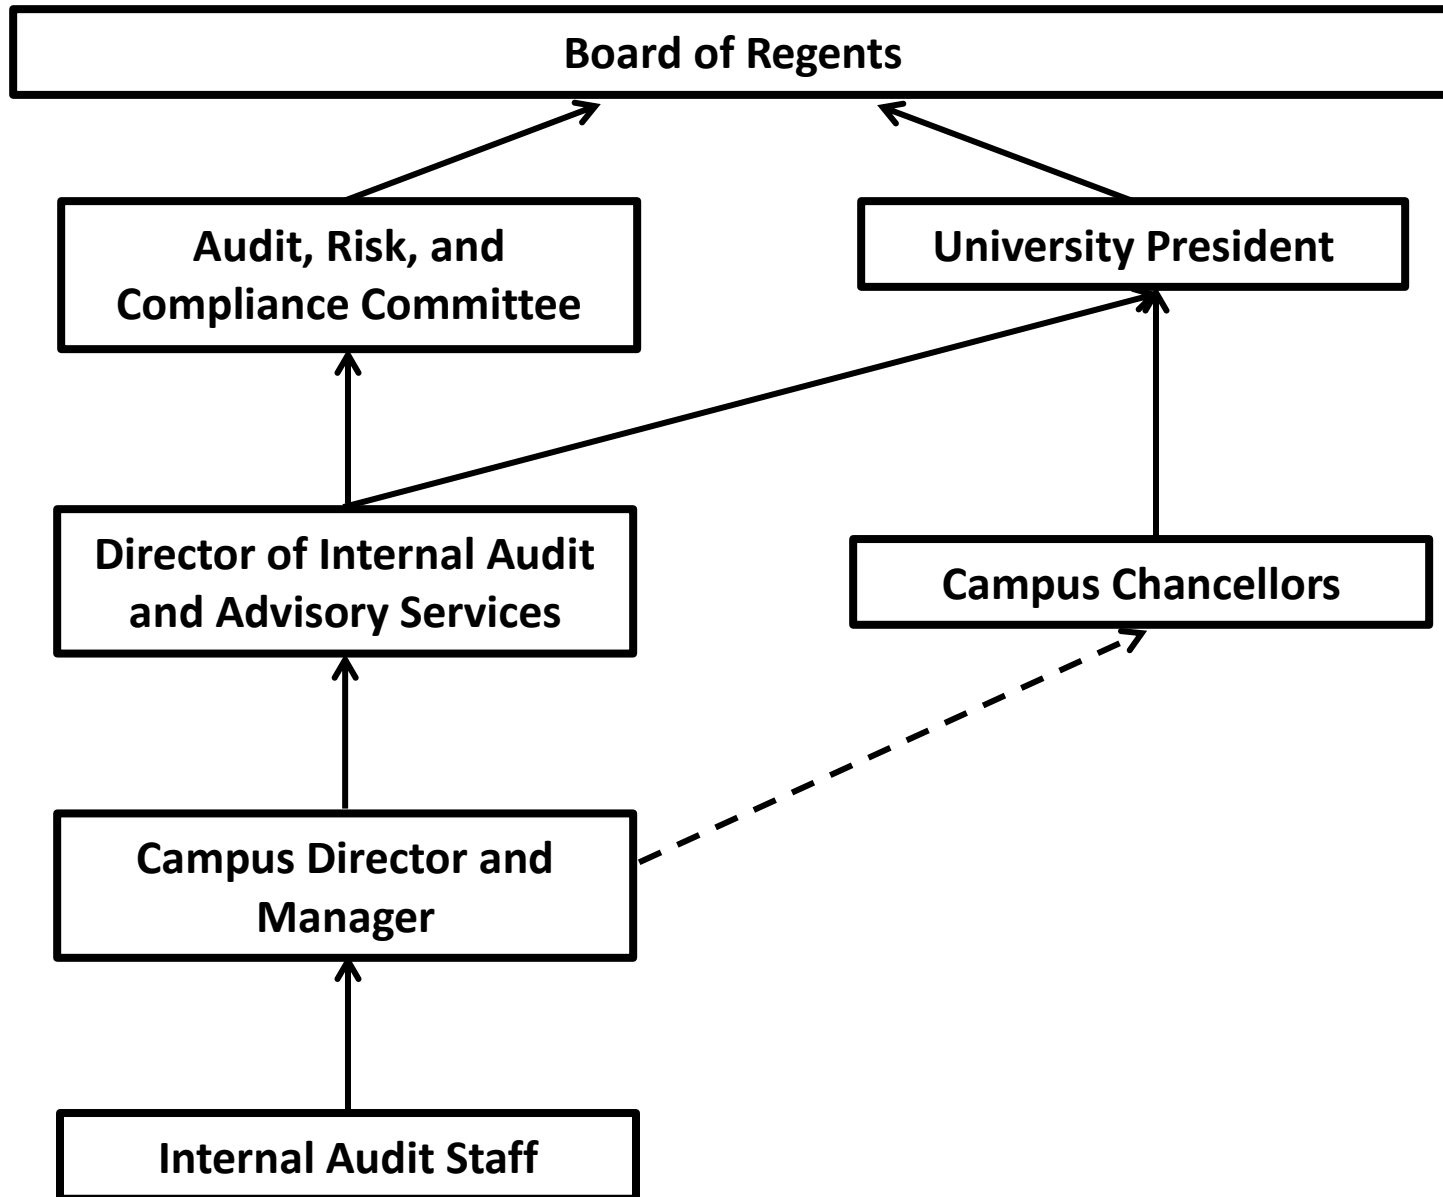 Board of Regents
Audit, Risk, and
Compliance Committee
University President
Director of Internal Audit
and Advisory Services
Campus Chancellors
Campus Director and
Manager
Internal Audit Staff